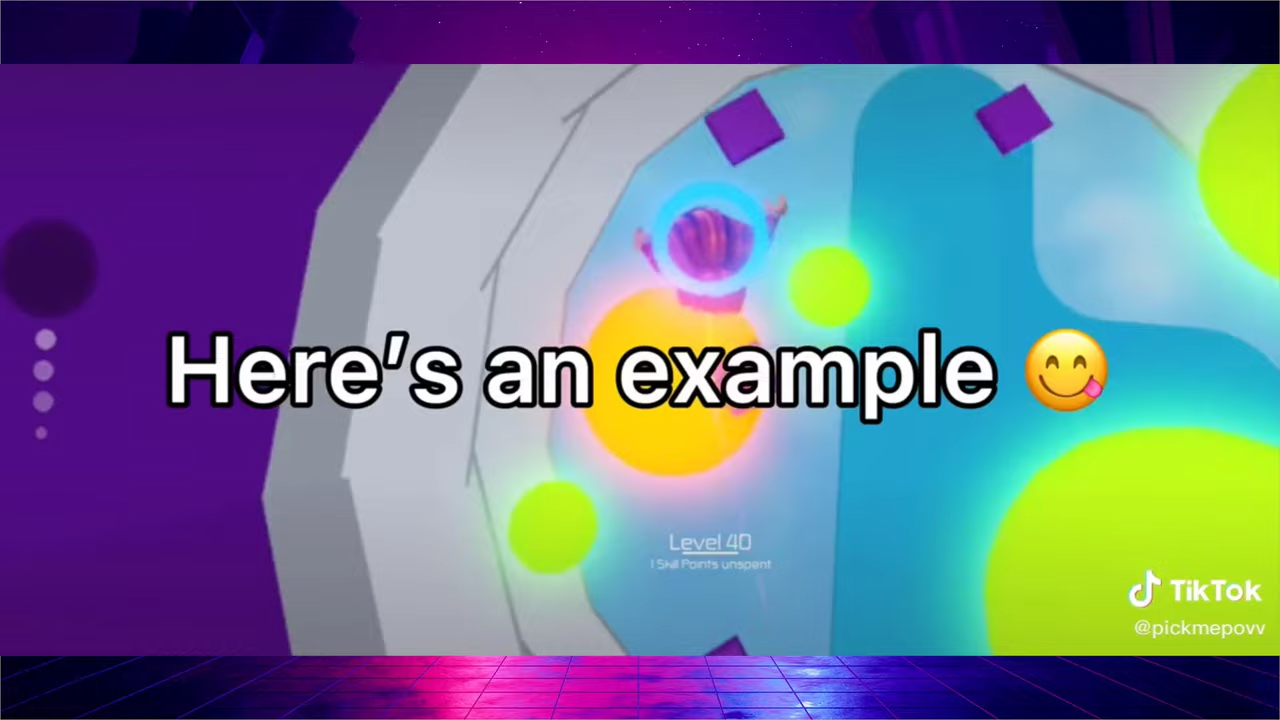 Here's an example 😋
Level 40
1 Skill Points unspent
TikTok
@pickmepovv